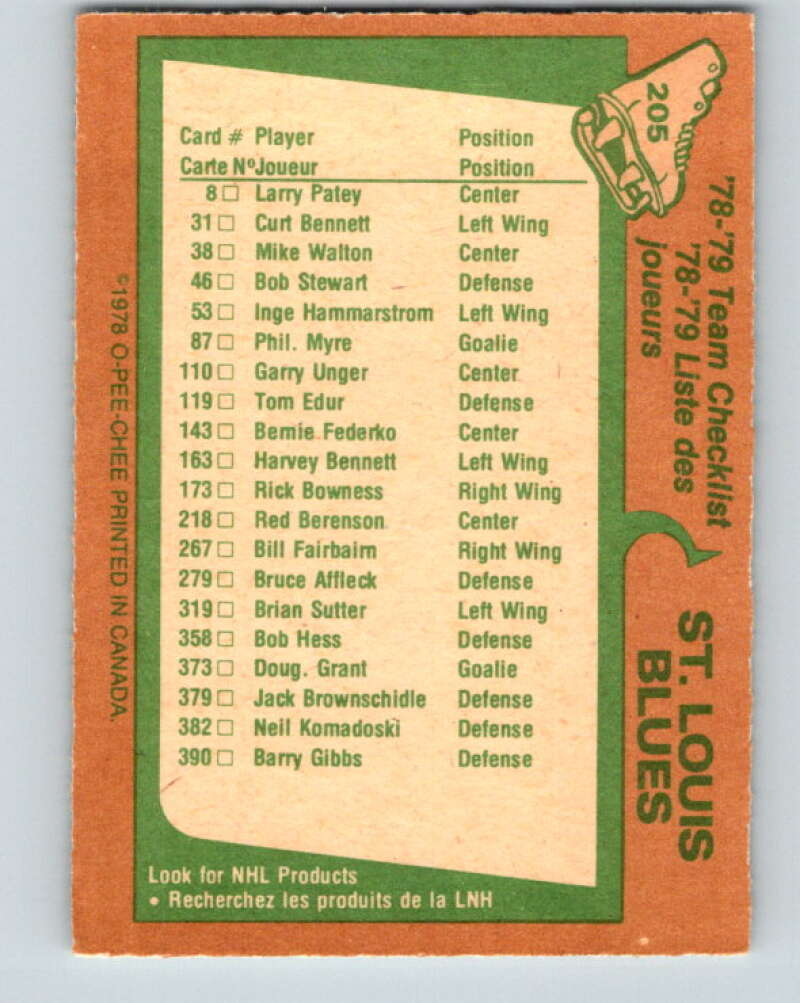 Card # Player Position
Carte Nº Joueur Position
8 □ Larry Patey Center
31 □ Curt Bennett Left Wing
38 □ Mike Walton Center
46 □ Bob Stewart Defense
53 □ Inge Hammarstrom Left Wing
87 □ Phil. Myre Goalie
110 □ Garry Unger Center
119 □ Tom Edur Defense
143 □ Bernie Federko Center
163 □ Harvey Bennett Left Wing
173 □ Rick Bowness Right Wing
218 □ Red Berenson Center
267 □ Bill Fairbairn Right Wing
279 □ Bruce Affleck Defense
319 □ Brian Sutter Left Wing
358 □ Bob Hess Defense
373 □ Doug. Grant Goalie
379 □ Jack Brownschidle Defense
382 □ Neil Komadoski Defense
390 □ Barry Gibbs Defense
Look for NHL Products
• Recherchez les produits de la LNH
205
'78-'79 Team Checklist
'78-'79 Liste des
joueurs
ST. LOUIS
BLUES
©1978 O-PEE-CHEE PRINTED IN CANADA.